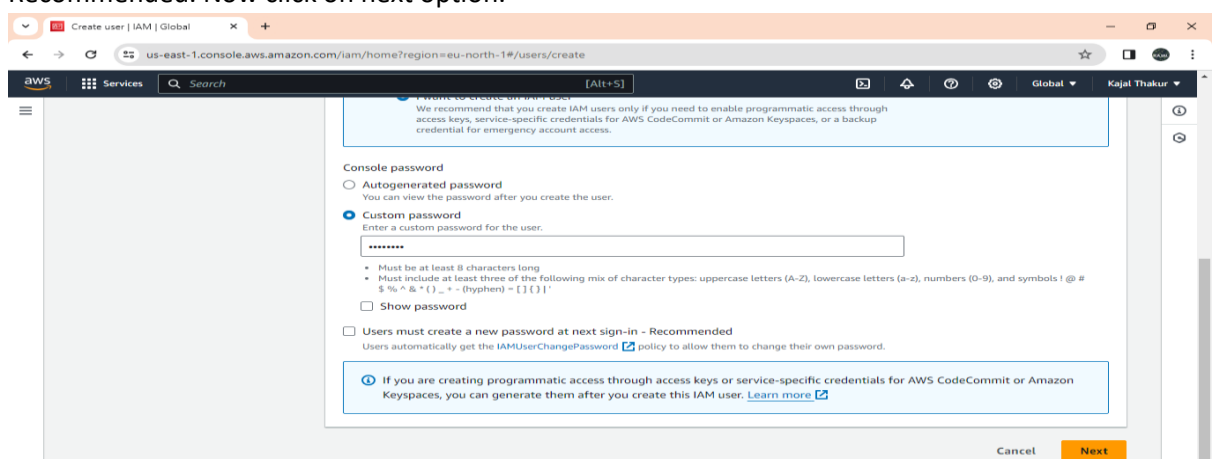 Recommended. Now click on next option.
Create user | IAM | Global
us-east-1.console.aws.amazon.com/iam/home?region=eu-north-1#/users/create
aws Services Search [Alt+S] Global Kajal Thakur
I want to create an IAM user
We recommend that you create IAM users only if you need to enable programmatic access through
access keys, service-specific credentials for AWS CodeCommit or Amazon Keyspaces, or a backup
credential for emergency account access.
Console password
Autogenerated password
You can view the password after you create the user.
Custom password
Enter a custom password for the user.
••••••••
• Must be at least 8 characters long
• Must include at least three of the following mix of character types: uppercase letters (A-Z), lowercase letters (a-z), numbers (0-9), and symbols ! @ #
$ % ^ & * ( ) _ + - (hyphen) = [ ] { } | '
Show password
Users must create a new password at next sign-in - Recommended
Users automatically get the IAMUserChangePassword policy to allow them to change their own password.
If you are creating programmatic access through access keys or service-specific credentials for AWS CodeCommit or Amazon
Keyspaces, you can generate them after you create this IAM user. Learn more
Cancel Next